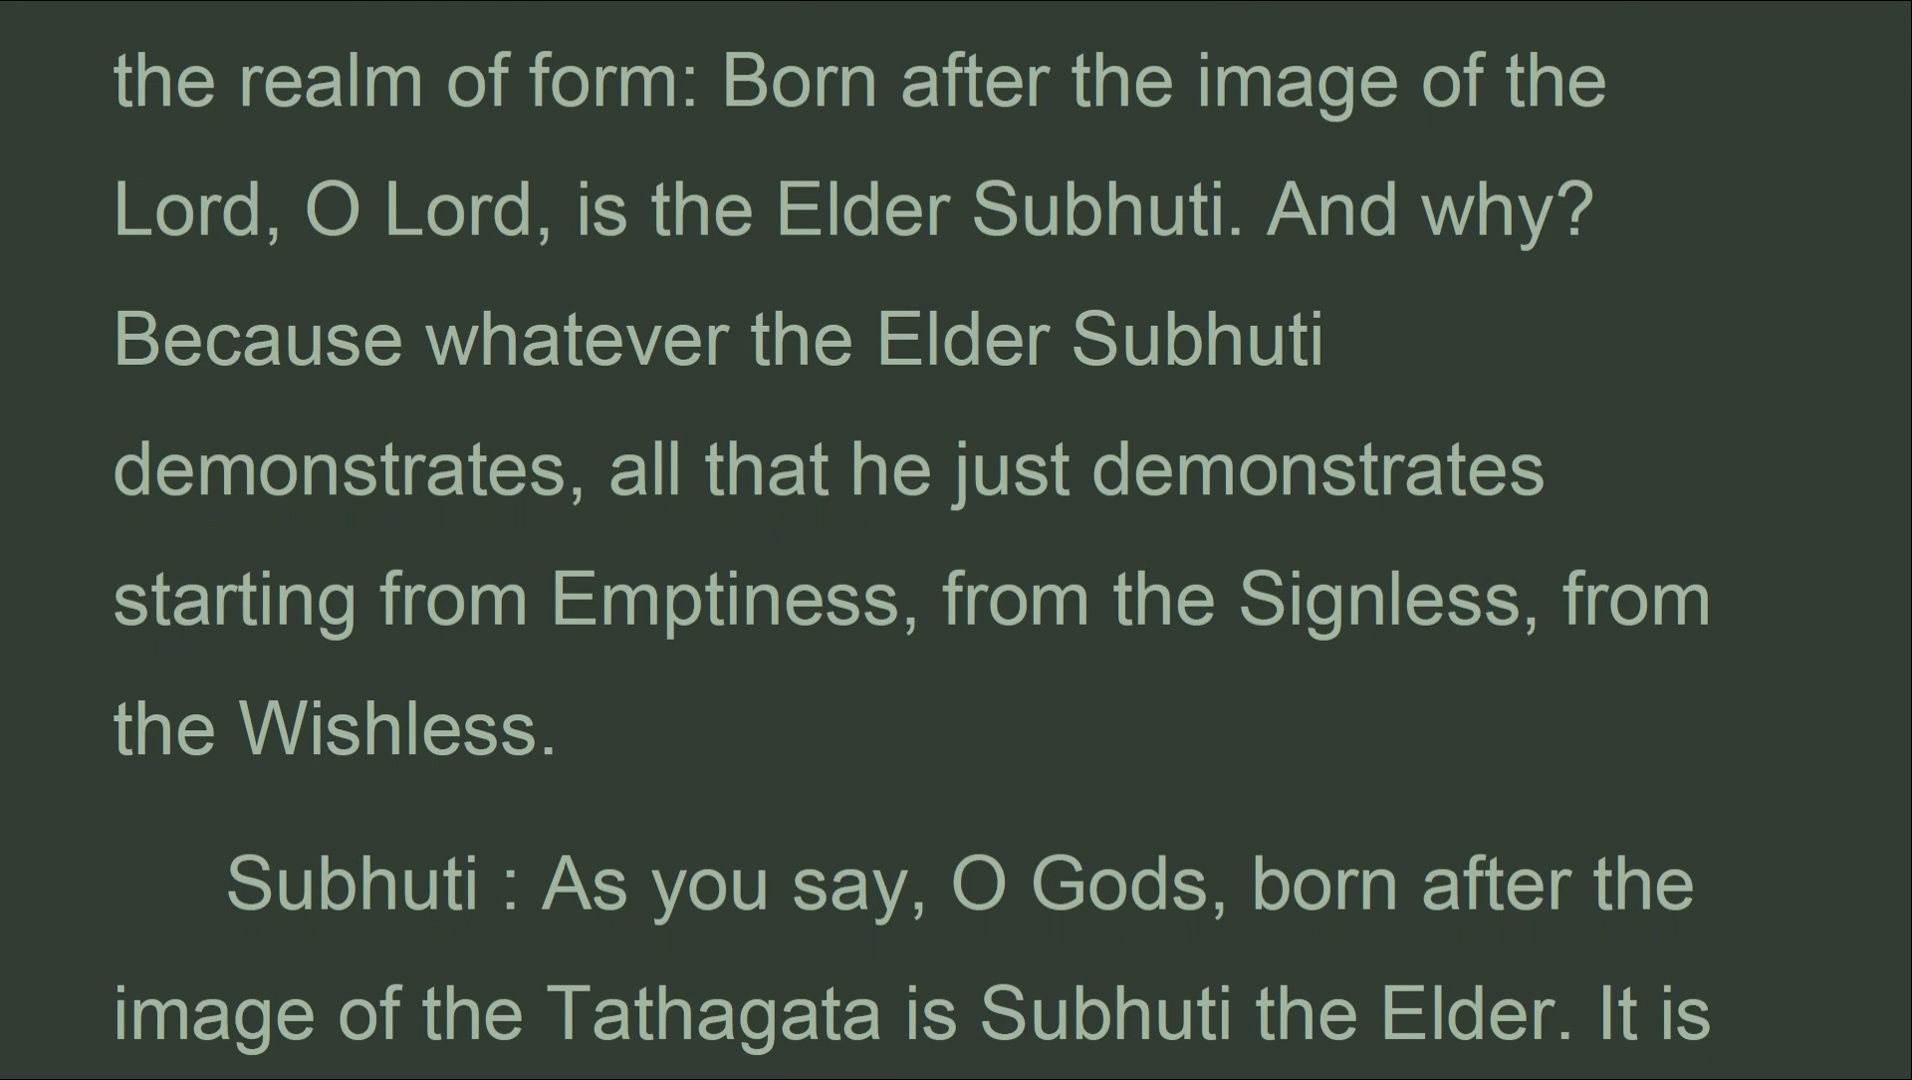 the realm of form: Born after the image of the
Lord, O Lord, is the Elder Subhuti. And why?
Because whatever the Elder Subhuti
demonstrates, all that he just demonstrates
starting from Emptiness, from the Signless, from
the Wishless.
Subhuti : As you say, O Gods, born after the
image of the Tathagata is Subhuti the Elder. It is